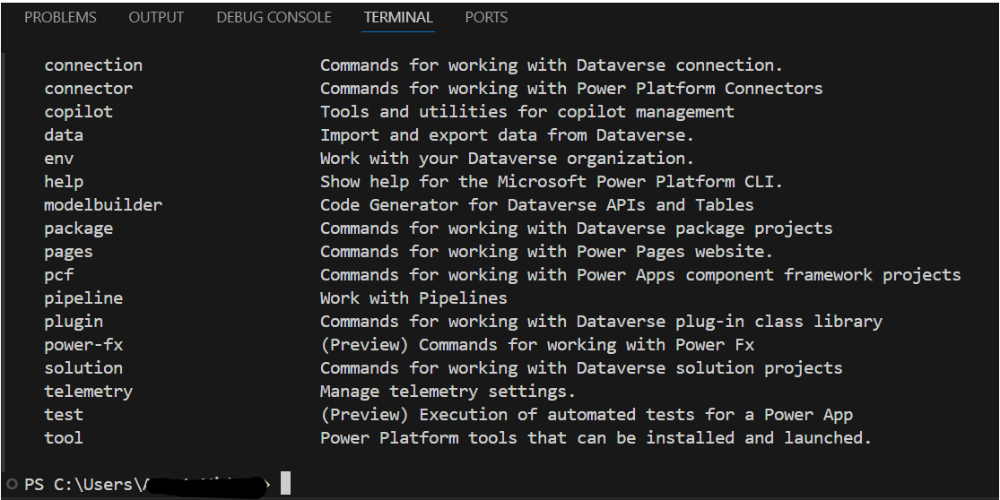 PROBLEMS OUTPUT DEBUG CONSOLE TERMINAL PORTS
connection Commands for working with Dataverse connection.
connector Commands for working with Power Platform Connectors
copilot Tools and utilities for copilot management
data Import and export data from Dataverse.
env Work with your Dataverse organization.
help Show help for the Microsoft Power Platform CLI.
modelbuilder Code Generator for Dataverse APIs and Tables
package Commands for working with Dataverse package projects
pages Commands for working with Power Pages website.
pcf Commands for working with Power Apps component framework projects
pipeline Work with Pipelines
plugin Commands for working with Dataverse plug-in class library
power-fx (Preview) Commands for working with Power Fx
solution Commands for working with Dataverse solution projects
telemetry Manage telemetry settings.
test (Preview) Execution of automated tests for a Power App
tool Power Platform tools that can be installed and launched.
PS C:\Users\